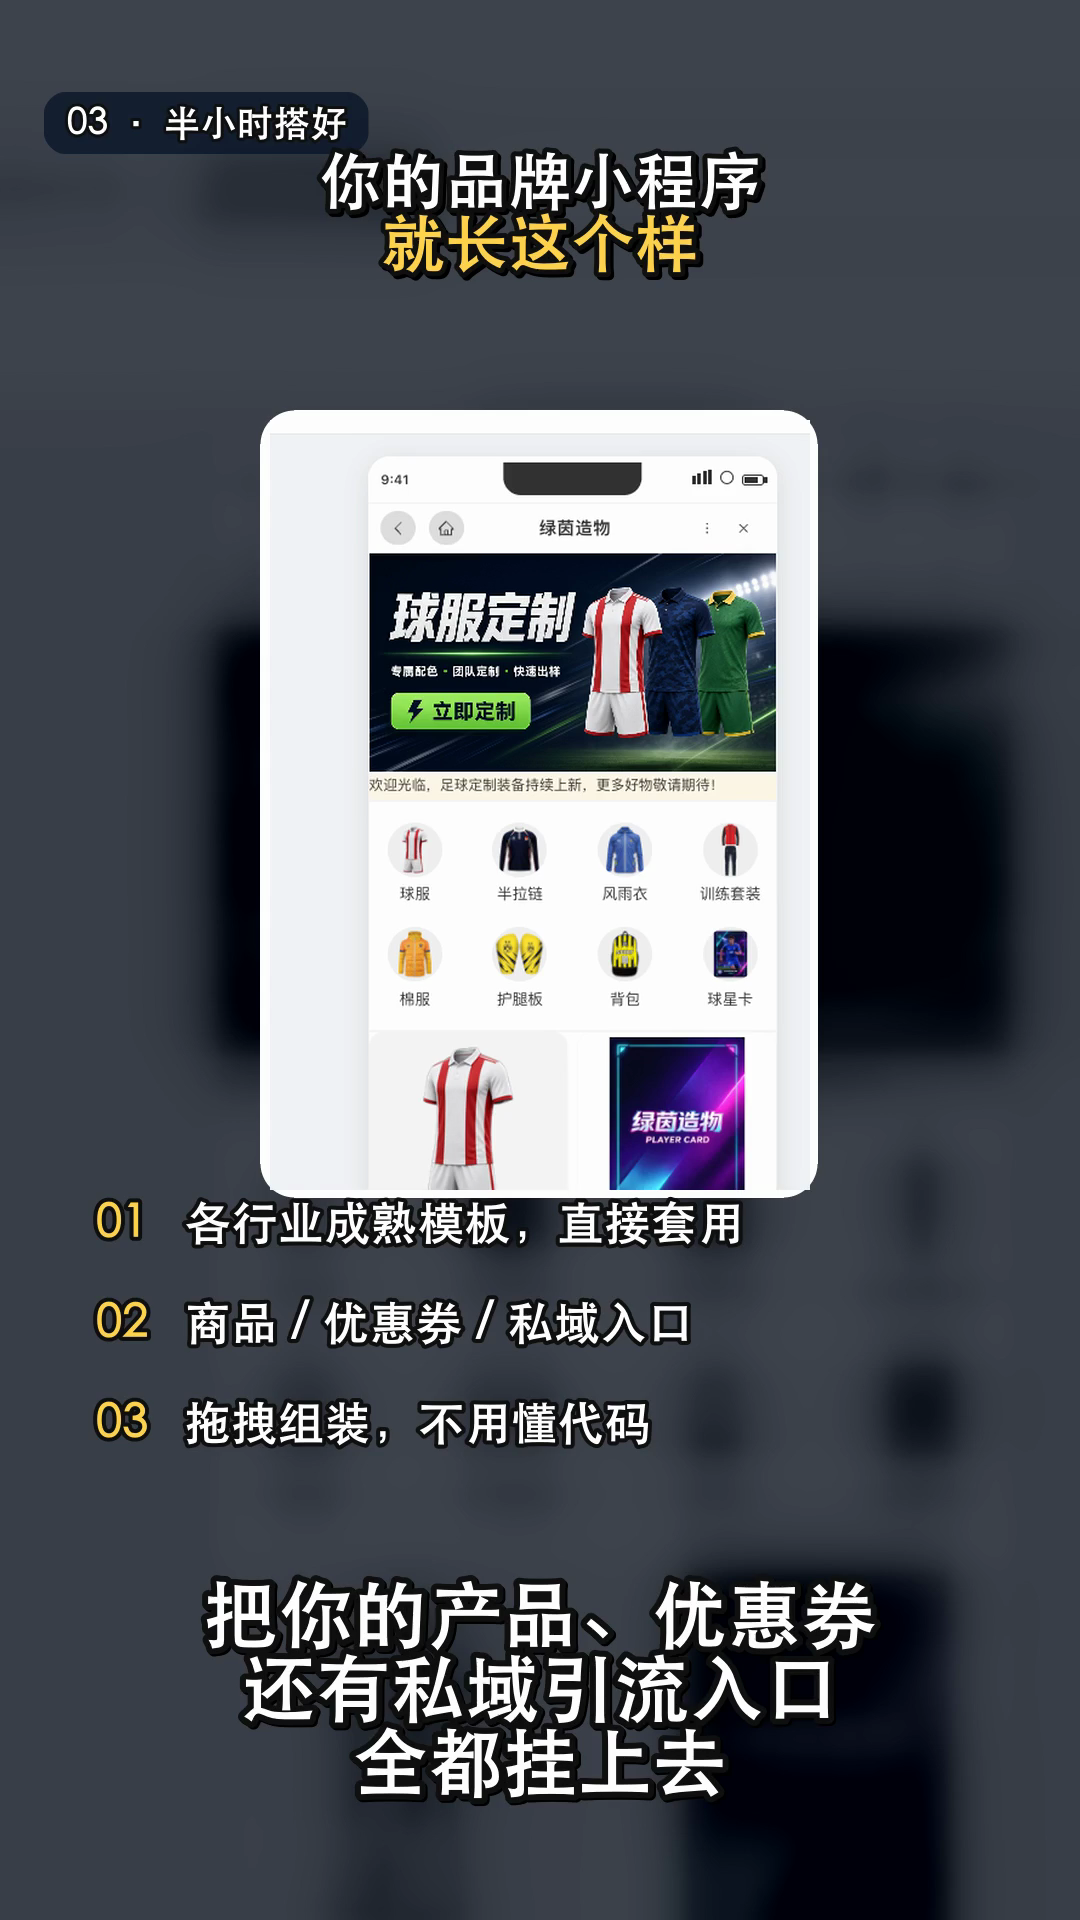 03 · 半小时搭好
你的品牌小程序
就长这个样
9:41
绿茵造物
球服定制
专属配色 · 团队定制 · 快速出样
立即定制
欢迎光临，足球定制装备持续上新，更多好物敬请期待！
球服 半拉链 风雨衣 训练套装
棉服 护腿板 背包 球星卡
绿茵造物
PLAYER CARD
01 各行业成熟模板，直接套用
02 商品 / 优惠券 / 私域入口
03 拖拽组装，不用懂代码
把你的产品、优惠券
还有私域引流入口
全都挂上去